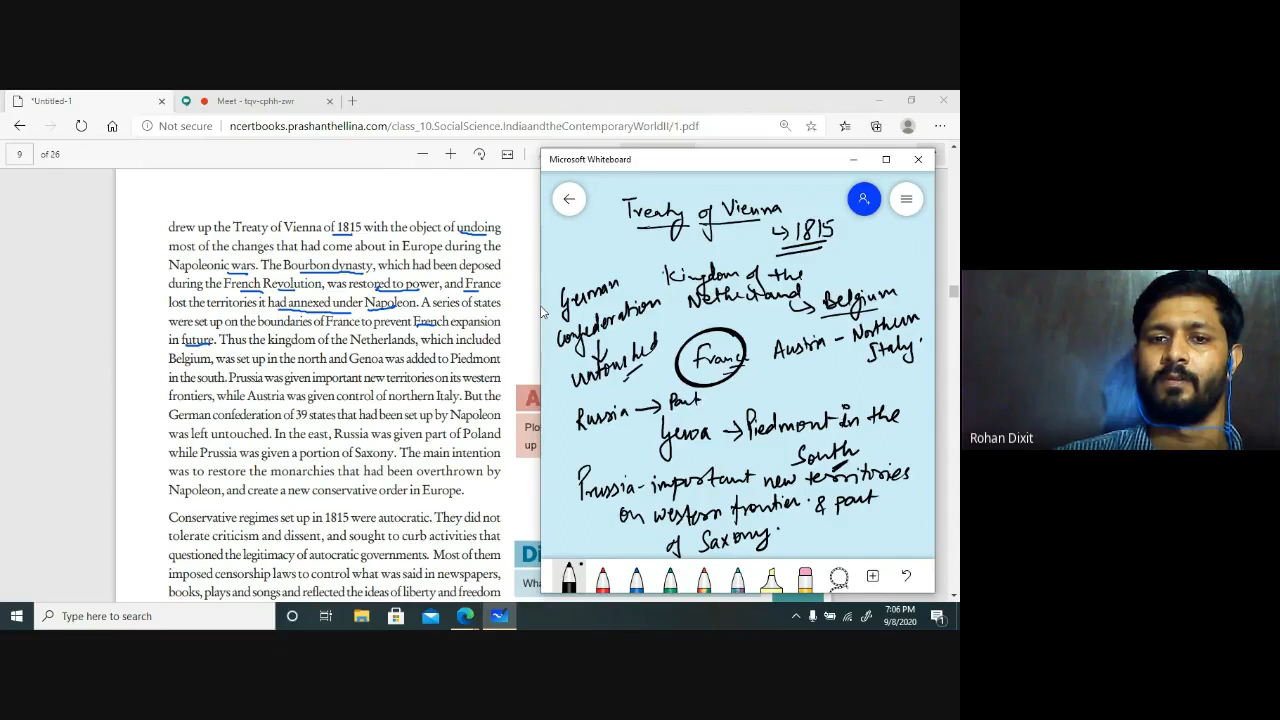 *Untitled-1
Meet - tqv-cphh-zwr
Not secure
ncertbooks.prashanthellina.com/class_10.SocialScience.IndiaandtheContemporaryWorldII/1.pdf
9 of 26
drew up the Treaty of Vienna of 1815 with the object of undoing
most of the changes that had come about in Europe during the
Napoleonic wars. The Bourbon dynasty, which had been deposed
during the French Revolution, was restored to power, and France
lost the territories it had annexed under Napoleon. A series of states
were set up on the boundaries of France to prevent French expansion
in future. Thus the kingdom of the Netherlands, which included
Belgium, was set up in the north and Genoa was added to Piedmont
in the south. Prussia was given important new territories on its western
frontiers, while Austria was given control of northern Italy. But the
German confederation of 39 states that had been set up by Napoleon
was left untouched. In the east, Russia was given part of Poland
while Prussia was given a portion of Saxony. The main intention
was to restore the monarchies that had been overthrown by
Napoleon, and create a new conservative order in Europe.
Conservative regimes set up in 1815 were autocratic. They did not
tolerate criticism and dissent, and sought to curb activities that
questioned the legitimacy of autocratic governments. Most of them
imposed censorship laws to control what was said in newspapers,
books, plays and songs and reflected the ideas of liberty and freedom
A
Plo
up
Di
Wha
Microsoft Whiteboard
Treaty of Vienna
1815
Kingdom of the
Netherland
Belgium
German
confederation
untouched
France
Austria - Northern
Italy.
Russia → Part
Genoa → Piedmont in the
South
Prussia - important new territories
on western frontier. & part
of Saxony.
Rohan Dixit
Type here to search
7:06 PM
9/8/2020
1